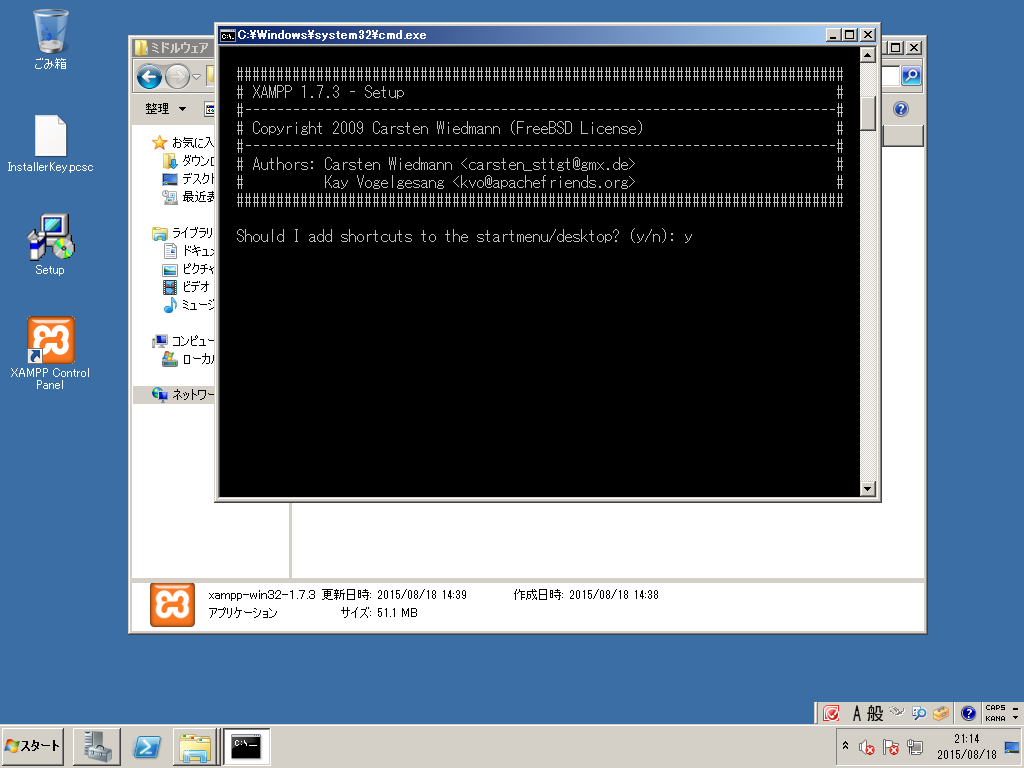 ごみ箱
InstallerKey.pcsc
Setup
XAMPP Control
Panel
ミドルウェア
整理
お気に入
ダウンロ
デスクト
最近表
ライブラリ
ドキュメ
ピクチャ
ビデオ
ミュージ
コンピュー
ローカル
ネットワー
C:¥Windows¥system32¥cmd.exe
############################################################################
# XAMPP 1.7.3 - Setup #
#--------------------------------------------------------------------------#
# Copyright 2009 Carsten Wiedmann (FreeBSD License) #
#--------------------------------------------------------------------------#
# Authors: Carsten Wiedmann <carsten_sttgt@gmx.de> #
# Kay Vogelgesang <kvo@apachefriends.org> #
############################################################################
Should I add shortcuts to the startmenu/desktop? (y/n): y
xampp-win32-1.7.3 更新日時: 2015/08/18 14:39 作成日時: 2015/08/18 14:38
アプリケーション サイズ: 51.1 MB
A 般 CAPS
KANA
スタート
C:\_
21:14
2015/08/18